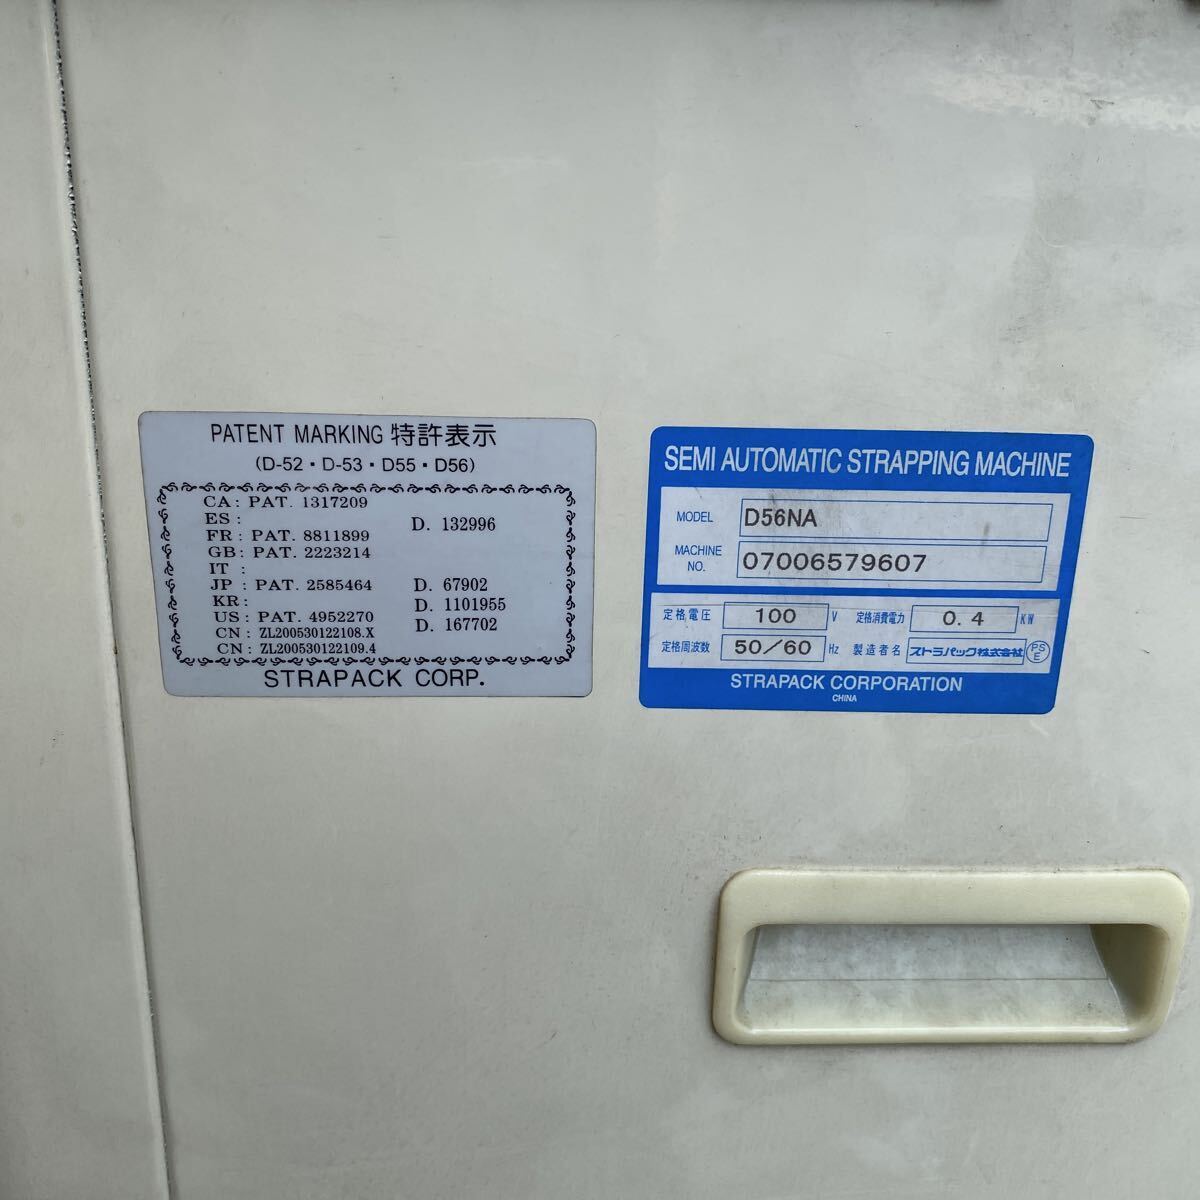 PATENT MARKING 特許表示
(D-52・D-53・D55・D56)
CA: PAT. 1317209
ES: D. 132996
FR: PAT. 8811899
GB: PAT. 2223214
IT :
JP: PAT. 2585464 D. 67902
KR: D. 1101955
US: PAT. 4952270 D. 167702
CN: ZL200530122108.X
CN: ZL200530122109.4
STRAPACK CORP.
SEMI AUTOMATIC STRAPPING MACHINE
MODEL D56NA
MACHINE NO. 07006579607
定格電圧 100 V 定格消費電力 0.4 KW
定格周波数 50/60 Hz 製造者名 ストラパック株式会社 PSE
STRAPACK CORPORATION
CHINA